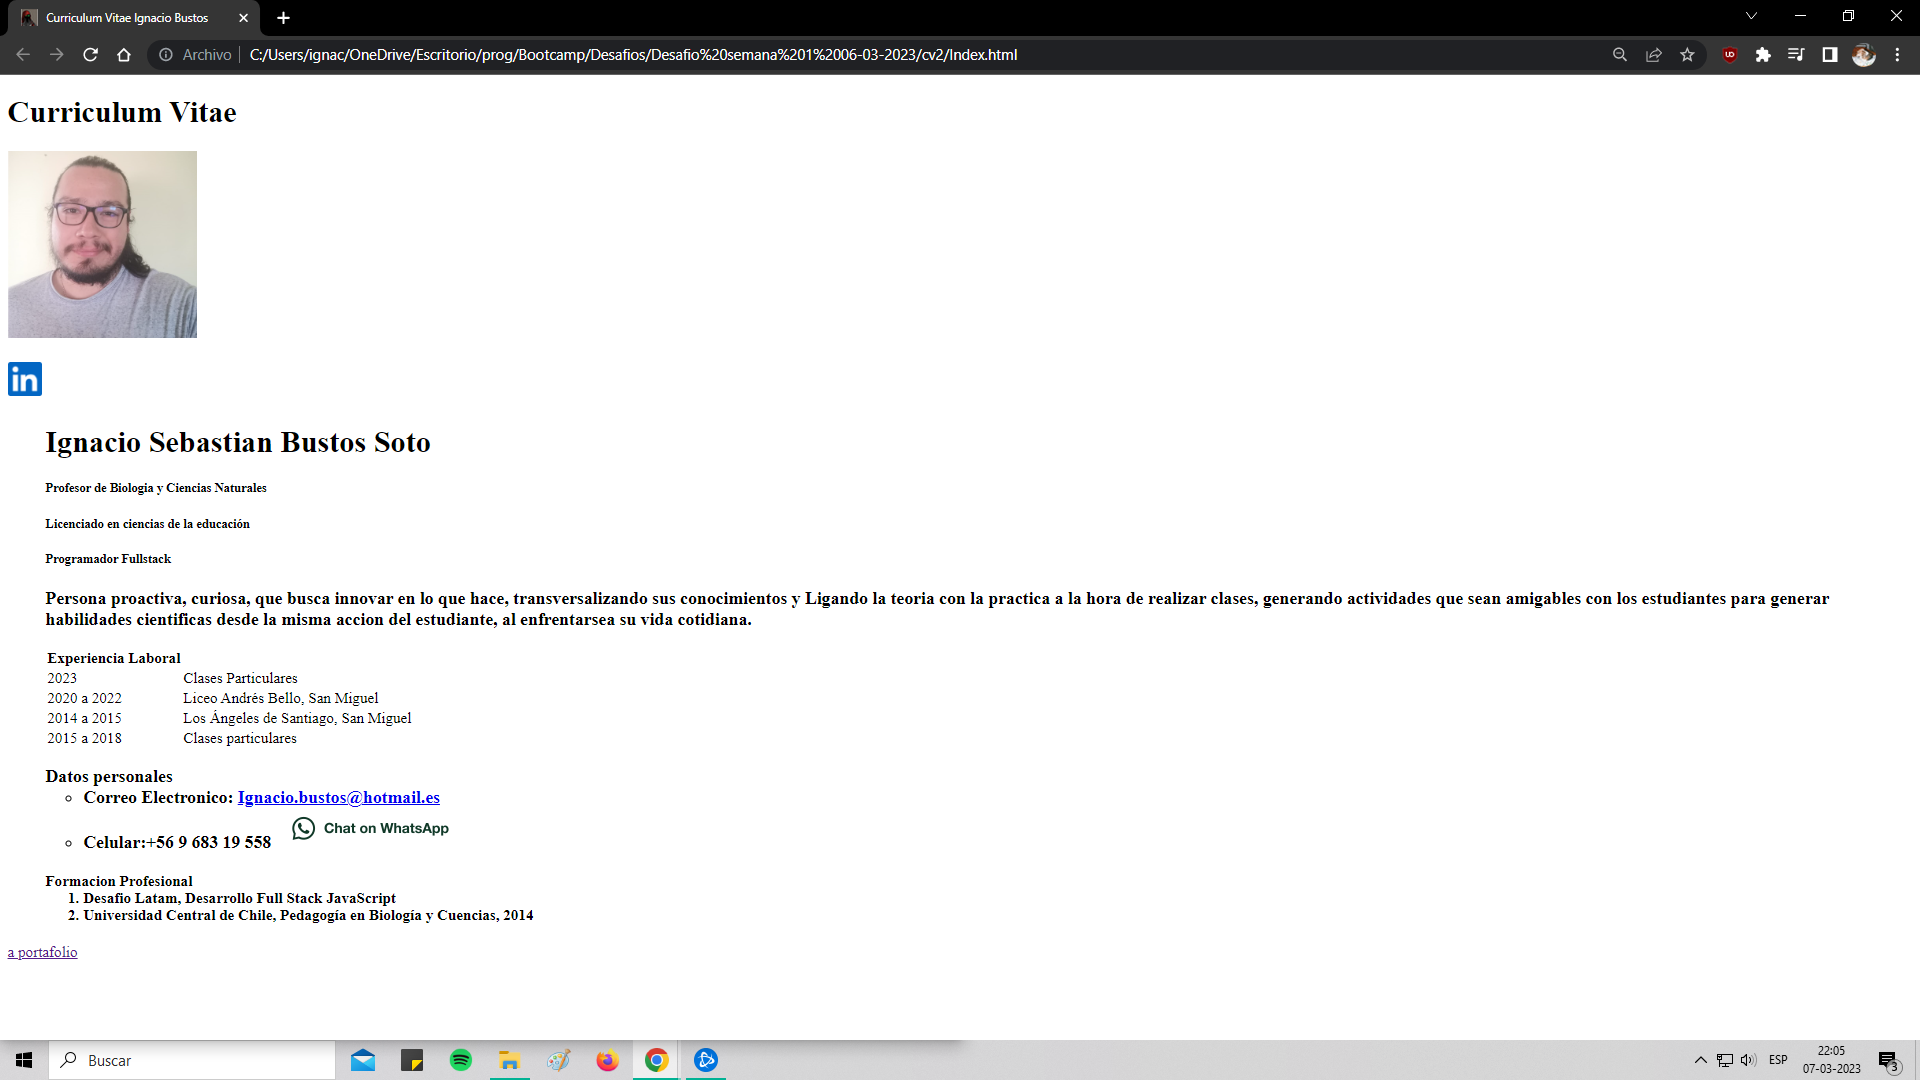 Curriculum Vitae Ignacio Bustos
Archivo C:/Users/ignac/OneDrive/Escritorio/prog/Bootcamp/Desafios/Desafio%20semana%201%2006-03-2023/cv2/Index.html
Curriculum Vitae
in
Ignacio Sebastian Bustos Soto
Profesor de Biologia y Ciencias Naturales
Licenciado en ciencias de la educación
Programador Fullstack
Persona proactiva, curiosa, que busca innovar en lo que hace, transversalizando sus conocimientos y Ligando la teoria con la practica a la hora de realizar clases, generando actividades que sean amigables con los estudiantes para generar
habilidades cientificas desde la misma accion del estudiante, al enfrentarsea su vida cotidiana.
Experiencia Laboral
2023 Clases Particulares
2020 a 2022 Liceo Andrés Bello, San Miguel
2014 a 2015 Los Ángeles de Santiago, San Miguel
2015 a 2018 Clases particulares
Datos personales
Correo Electronico: Ignacio.bustos@hotmail.es
Chat on WhatsApp
Celular:+56 9 683 19 558
Formacion Profesional
1. Desafio Latam, Desarrollo Full Stack JavaScript
2. Universidad Central de Chile, Pedagogía en Biología y Cuencias, 2014
a portafolio
Buscar
ESP
22:05
07-03-2023
3